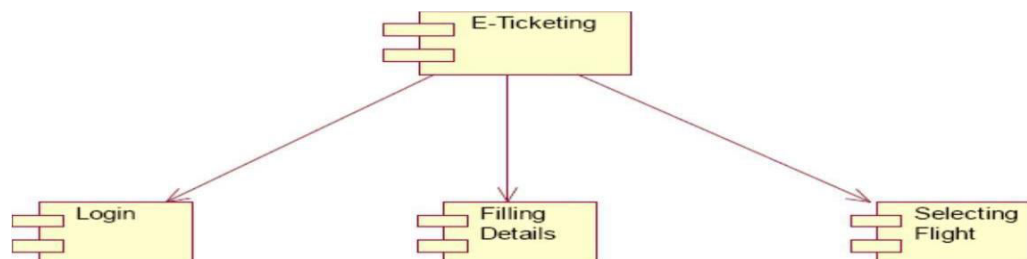 E-Ticketing
Login
Filling
Details
Selecting
Flight